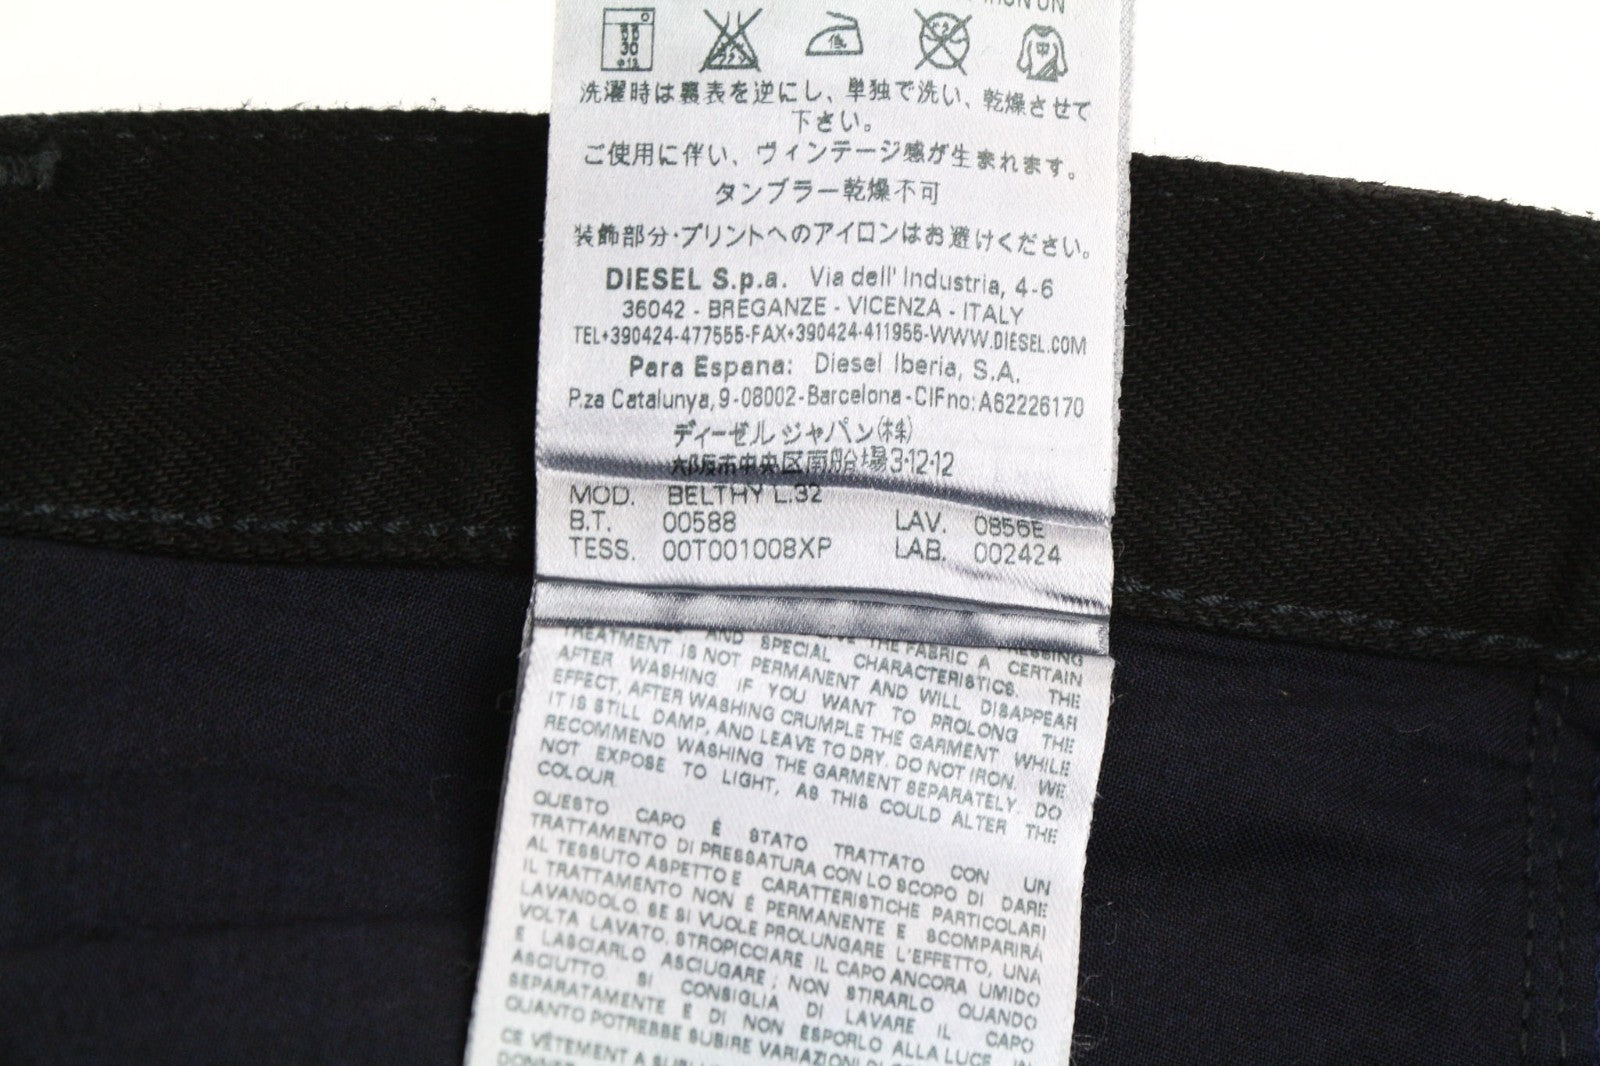 IRON ON
30
低
中
洗濯時は裏表を逆にし、単独で洗い、乾燥させて
下さい。
ご使用に伴い、ヴィンテージ感が生まれます。
タンブラー乾燥不可
装飾部分・プリントへのアイロンはお避けください。
DIESEL S.p.a. Via dell' Industria, 4-6
36042 - BREGANZE - VICENZA - ITALY
TEL+390424-477555-FAX+390424-411955-WWW.DIESEL.COM
Para Espana: Diesel Iberia, S.A.
P.za Catalunya, 9-08002-Barcelona-CIFno:A62226170
ディーゼル ジャパン(株)
大阪市中央区南船場3-12-12
MOD. BELTHY L.32
B.T. 00588 LAV. 0856E
TESS. 00T001008XP LAB. 002424
THE FABRIC A CERTAIN
TREATMENT IS NOT PERMANENT AND SPECIAL CHARACTERISTICS. THE
AFTER WASHING IF YOU WANT TO PROLONG THE
EFFECT, AFTER WASHING CRUMPLE THE GARMENT WHILE
IT IS STILL DAMP, AND LEAVE TO DRY. DO NOT IRON. WE
RECOMMEND WASHING THE GARMENT SEPARATELY. DO
NOT EXPOSE TO LIGHT, AS THIS COULD ALTER THE
COLOUR.
QUESTO CAPO É STATO TRATTATO CON UN
TRATTAMENTO DI PRESSATURA CON LO SCOPO DI DARE
AL TESSUTO ASPETTO E CARATTERISTICHE PARTICOLARI
IL TRATTAMENTO NON É PERMANENTE E SCOMPARIRÀ
LAVANDOLO. SE SI VUOLE PROLUNGARE L'EFFETTO, UNA
VOLTA LAVATO, STROPICCIARE IL CAPO ANCORA UMIDO
E LASCIARLO ASCIUGARE; NON STIRARLO QUANDO
ASCIUTTO. SI CONSIGLIA DI LAVARE IL CAPO
SEPARATAMENTE E DI NON ESPORLO ALLA LUCE IN
QUANTO POTREBBE SUBIRE VARIAZIONI DI
CE VÊTEMENT A